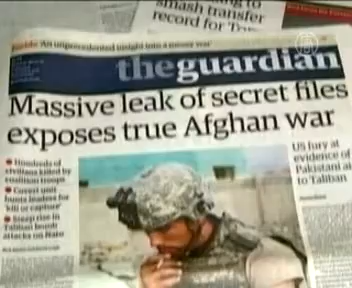 smash transfer
record for
Inside: An unprecedented insight into a messy war
theguardian
Massive leak of secret files
exposes true Afghan war
Hundreds of
civilians killed by
coalition troops
Covert unit
hunts leaders for
'kill or capture'
Steep rise in
Taliban bomb
attacks on Nato
US fury at
evidence of
Pakistani a
to Taliban